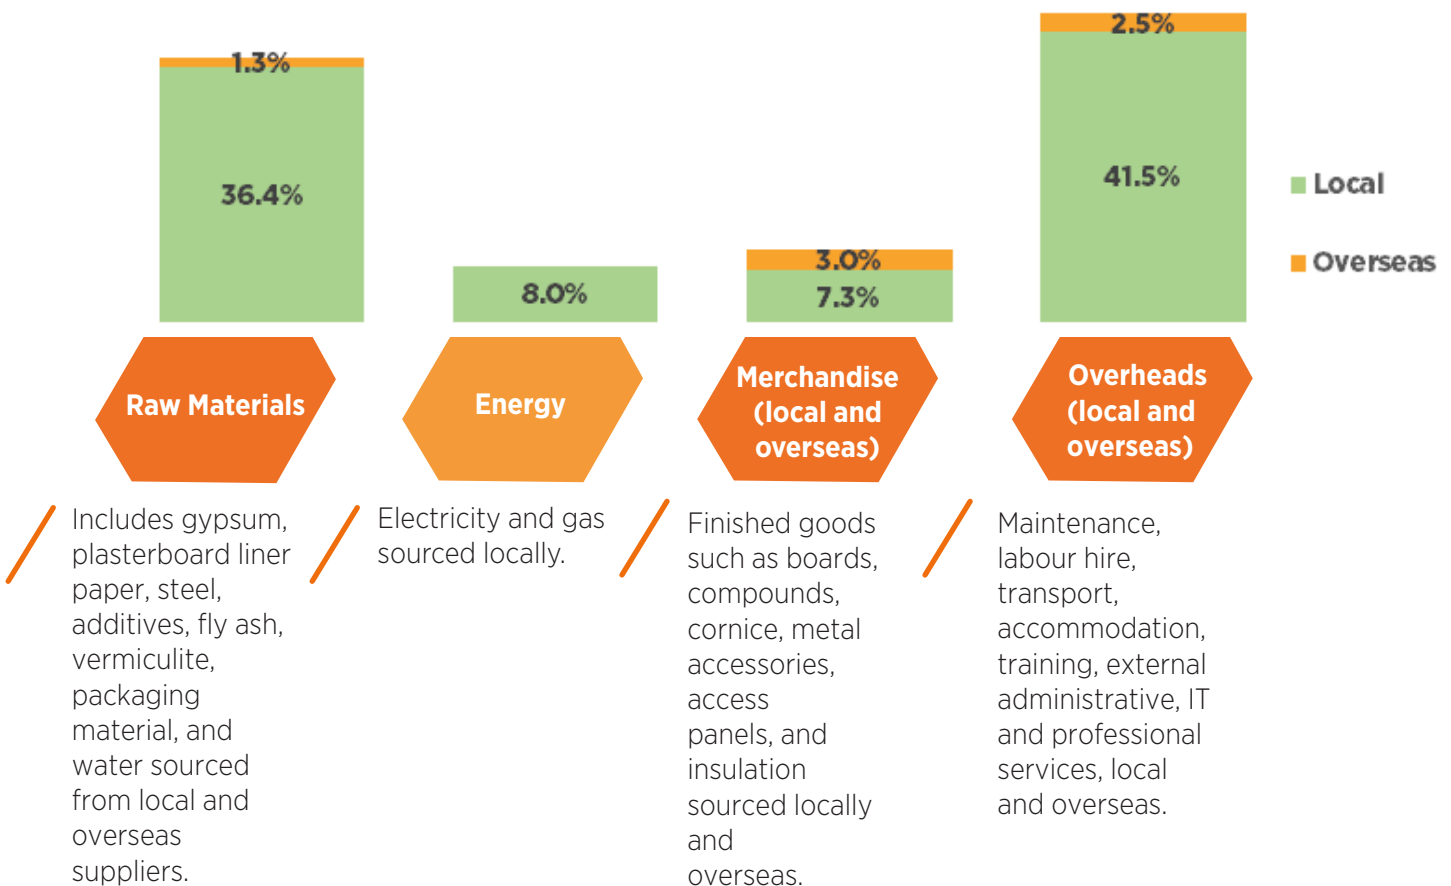 1.3%
36.4%
8.0%
3.0%
7.3%
2.5%
41.5%
Local
Overseas
Raw Materials
Energy
Merchandise
(local and
overseas)
Overheads
(local and
overseas)
Includes gypsum,
plasterboard liner
paper, steel,
additives, fly ash,
vermiculite,
packaging
material, and
water sourced
from local and
overseas
suppliers.
Electricity and gas
sourced locally.
Finished goods
such as boards,
compounds,
cornice, metal
accessories,
access
panels, and
insulation
sourced locally
and
overseas.
Maintenance,
labour hire,
transport,
accommodation,
training, external
administrative, IT
and professional
services, local
and overseas.